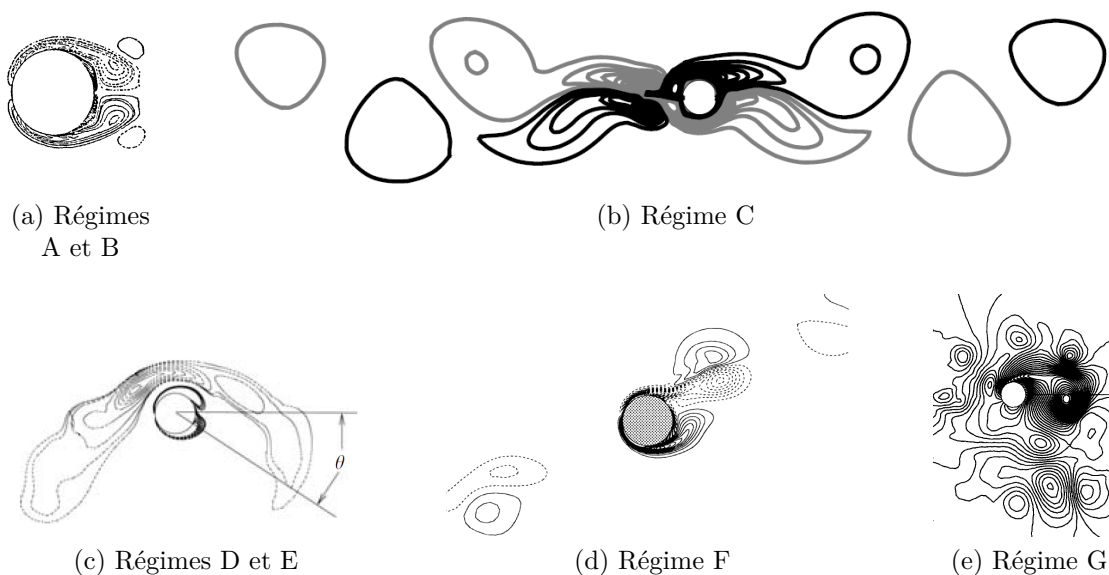 (a) Régimes
A et B
(b) Régime C
θ
(c) Régimes D et E
(d) Régime F
(e) Régime G